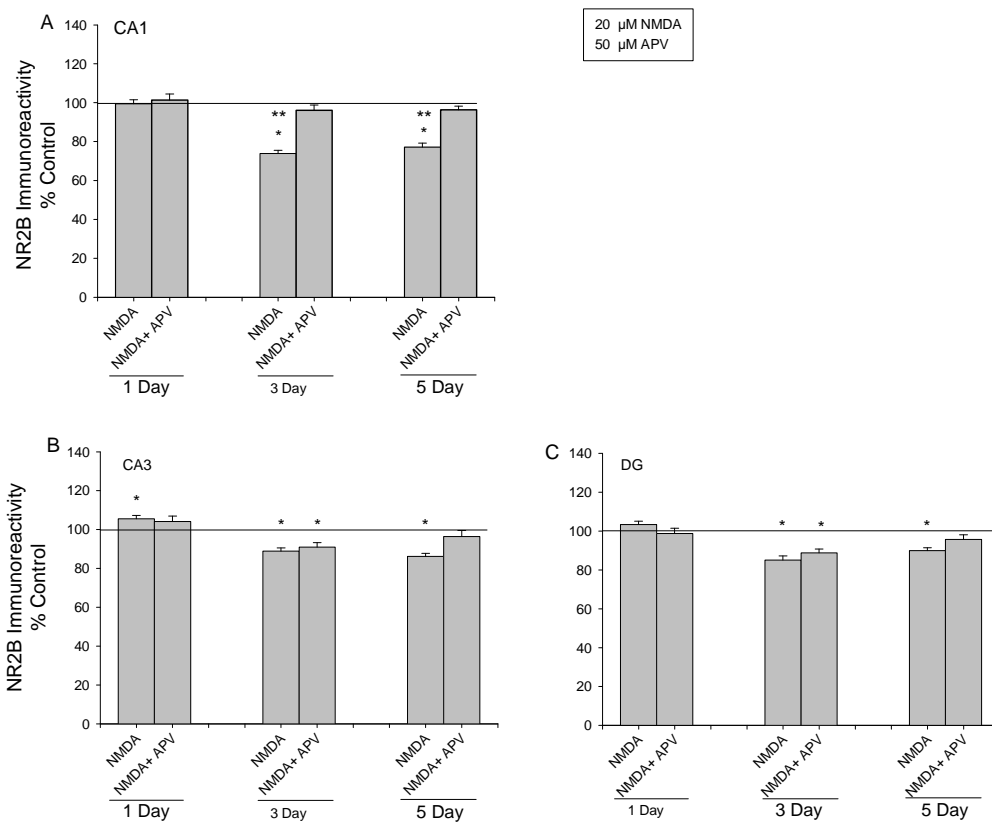 A
CA1
20 µM NMDA
50 µM APV
NR2B Immunoreactivity
% Control
140
120
100
80
60
40
20
0
**
*
**
*
NMDA
NMDA+ APV
NMDA
NMDA+ APV
NMDA
NMDA+ APV
1 Day
3 Day
5 Day
B
CA3
NR2B Immunoreactivity
% Control
140
120
100
80
60
40
20
0
*
*
*
*
NMDA
NMDA+ APV
NMDA
NMDA+ APV
NMDA
NMDA+ APV
1 Day
3 Day
5 Day
C
DG
140
120
100
80
60
40
20
0
*
*
*
NMDA
NMDA+ APV
NMDA
NMDA+ APV
NMDA
NMDA+ APV
1 Day
3 Day
5 Day